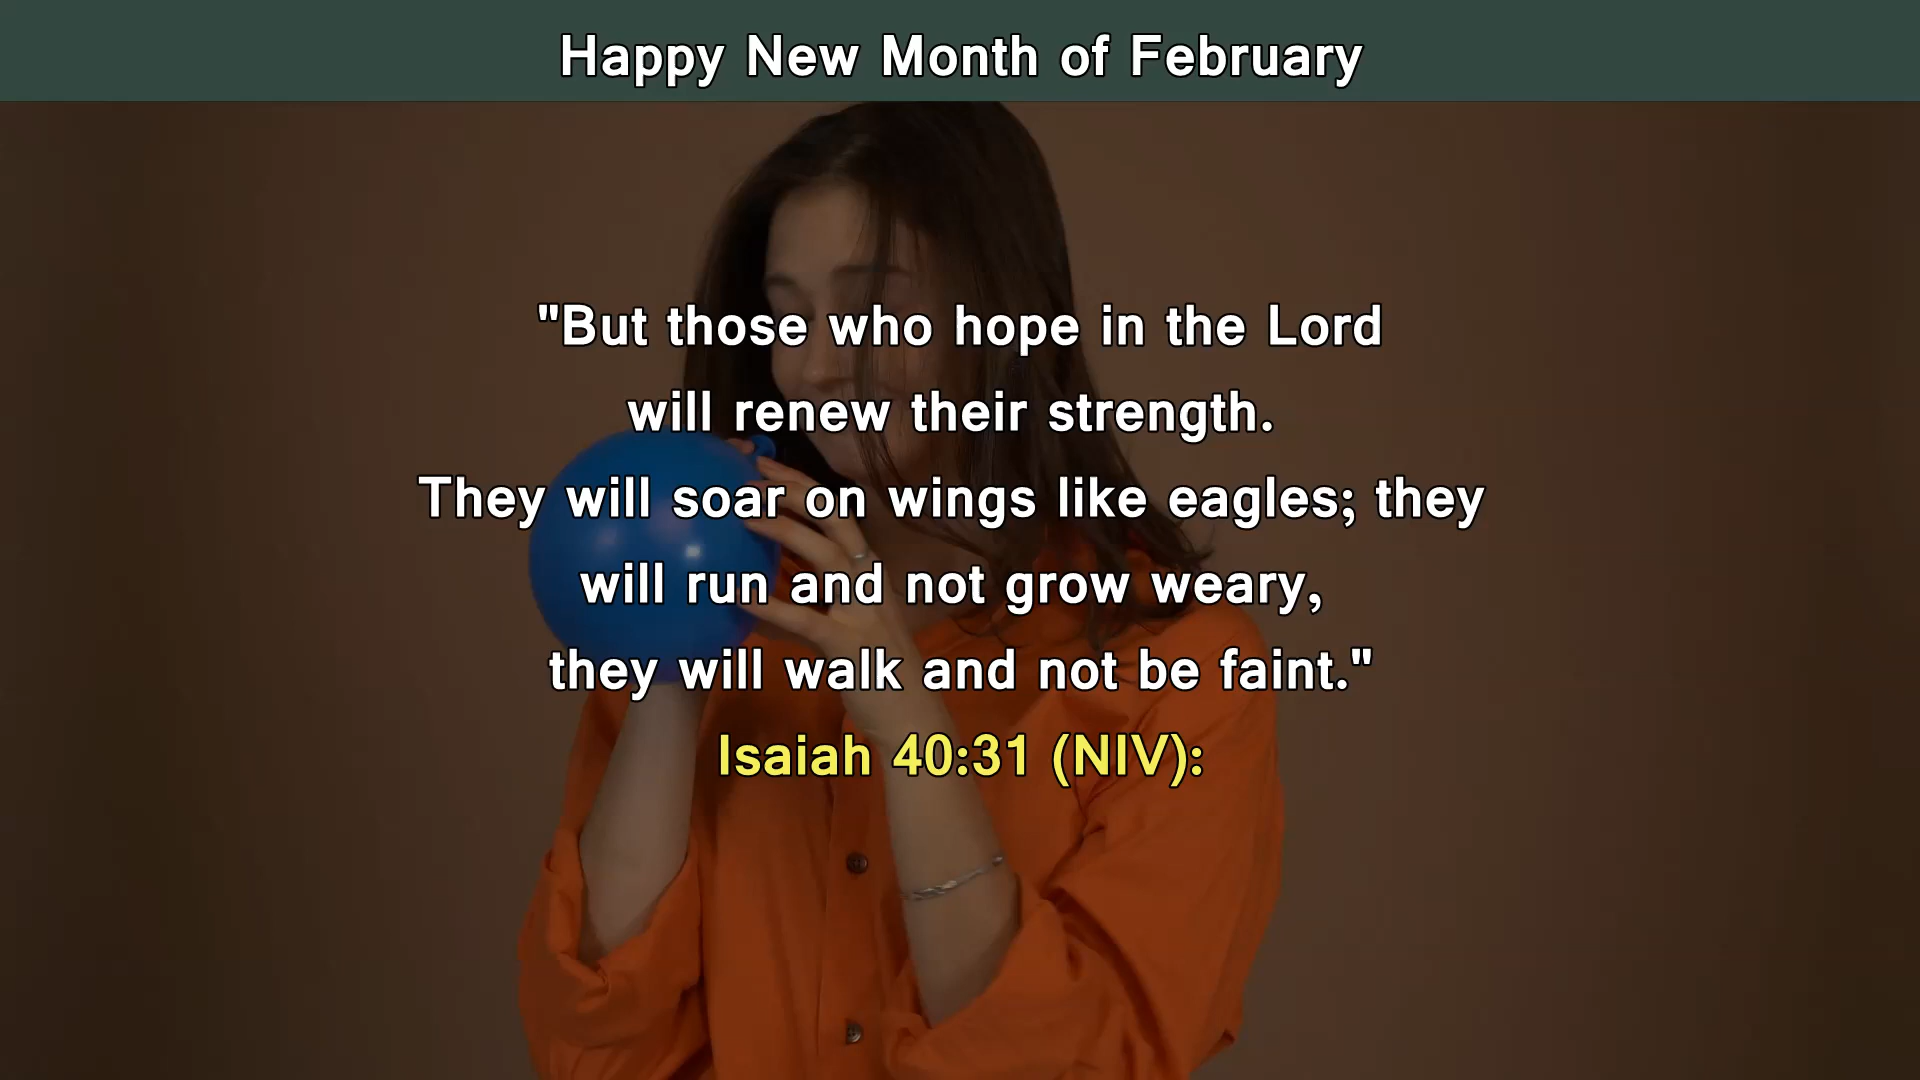 Happy New Month of February
"But those who hope in the Lord
will renew their strength.
They will soar on wings like eagles; they
will run and not grow weary,
they will walk and not be faint."
Isaiah 40:31 (NIV):